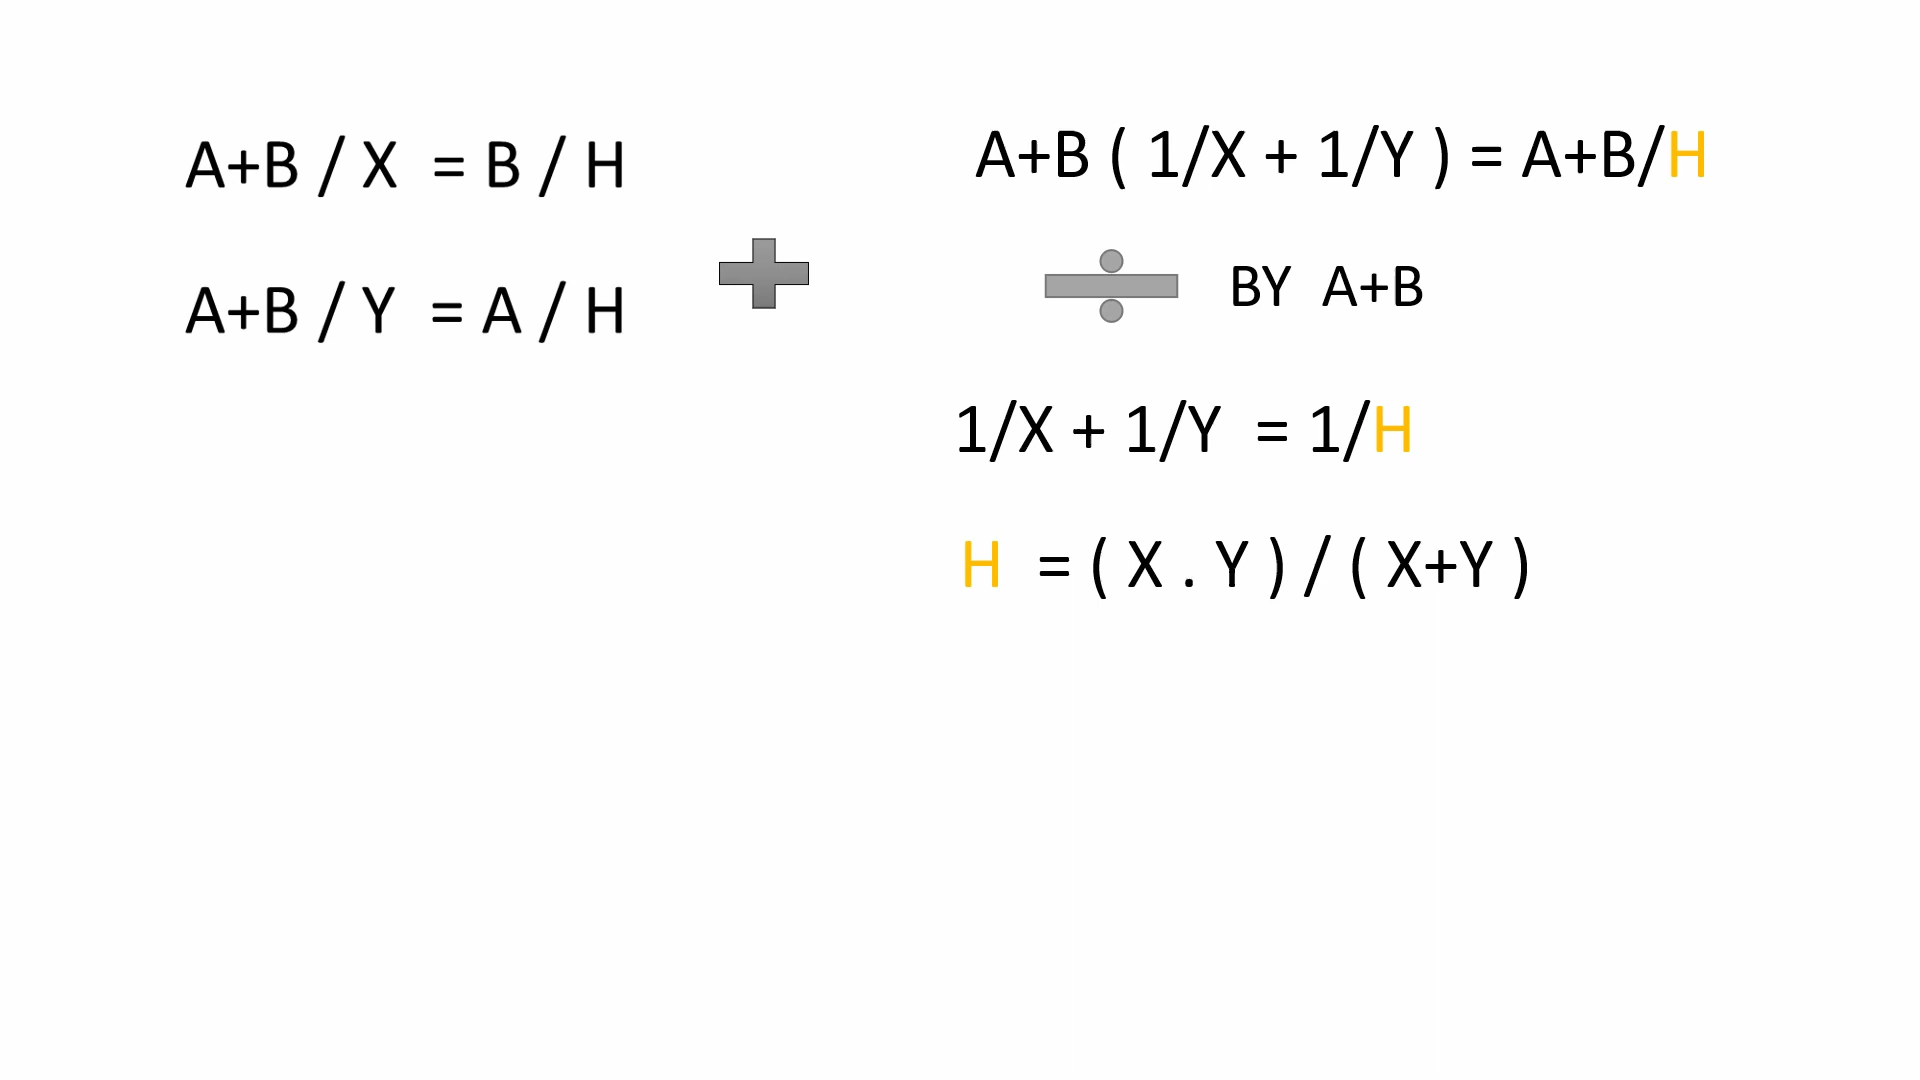 A+B / X = B / H
A+B / Y = A / H
A+B ( 1/X + 1/Y ) = A+B/H
BY A+B
1/X + 1/Y = 1/H
H = ( X . Y ) / ( X+Y )